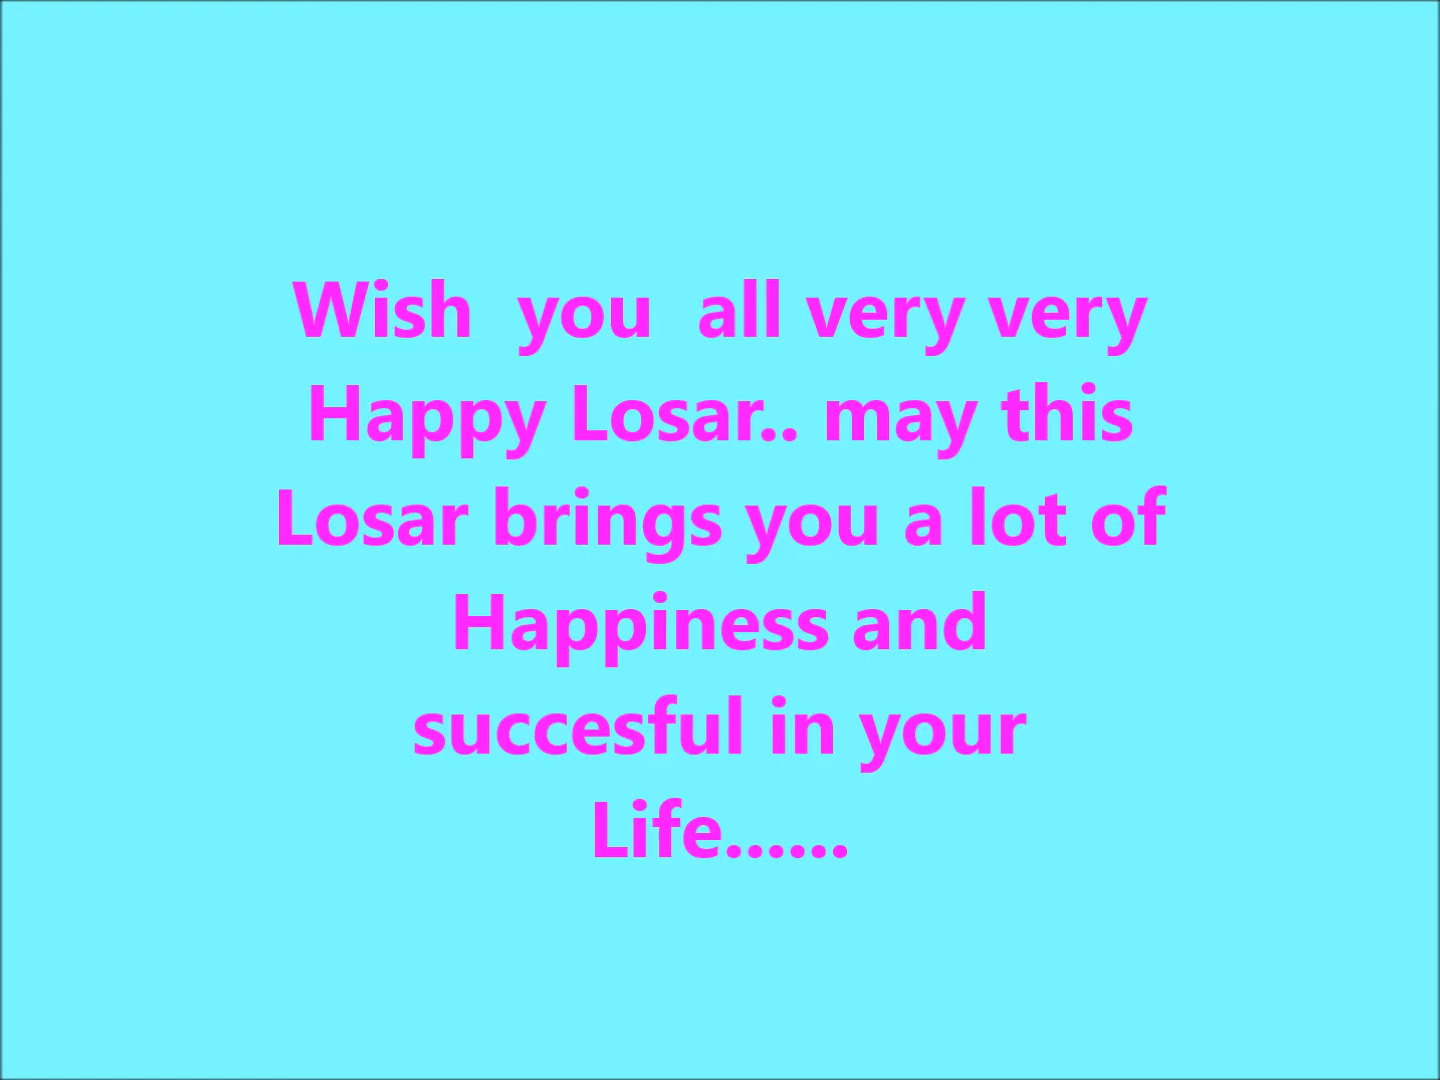 Wish  you  all very very
Happy Losar.. may this
Losar brings you a lot of
Happiness and
succesful in your
Life......